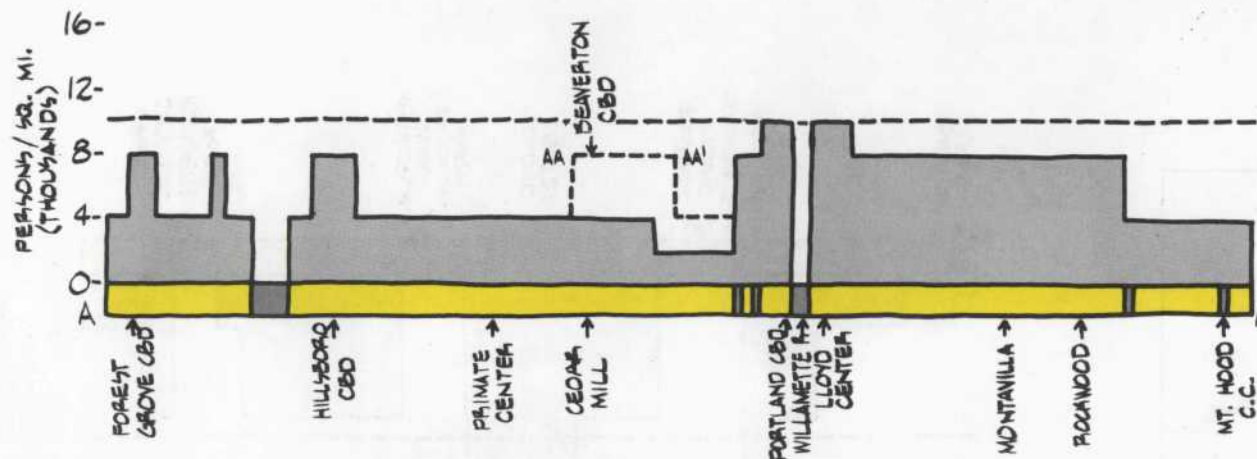 PERSONS/SQ. MI.
(THOUSANDS)
16-
12-
8-
4-
0-
A
AA
BEAVERTON
CBD
AA'
FOREST
GROVE CBD
HILLSBORO
CBD
PRIMATE
CENTER
CEDAR
MILL
PORTLAND CBD
WILLAMETTE R.
LLOYD
CENTER
MONTAVILLA
ROCKWOOD
MT. HOOD
C.C.